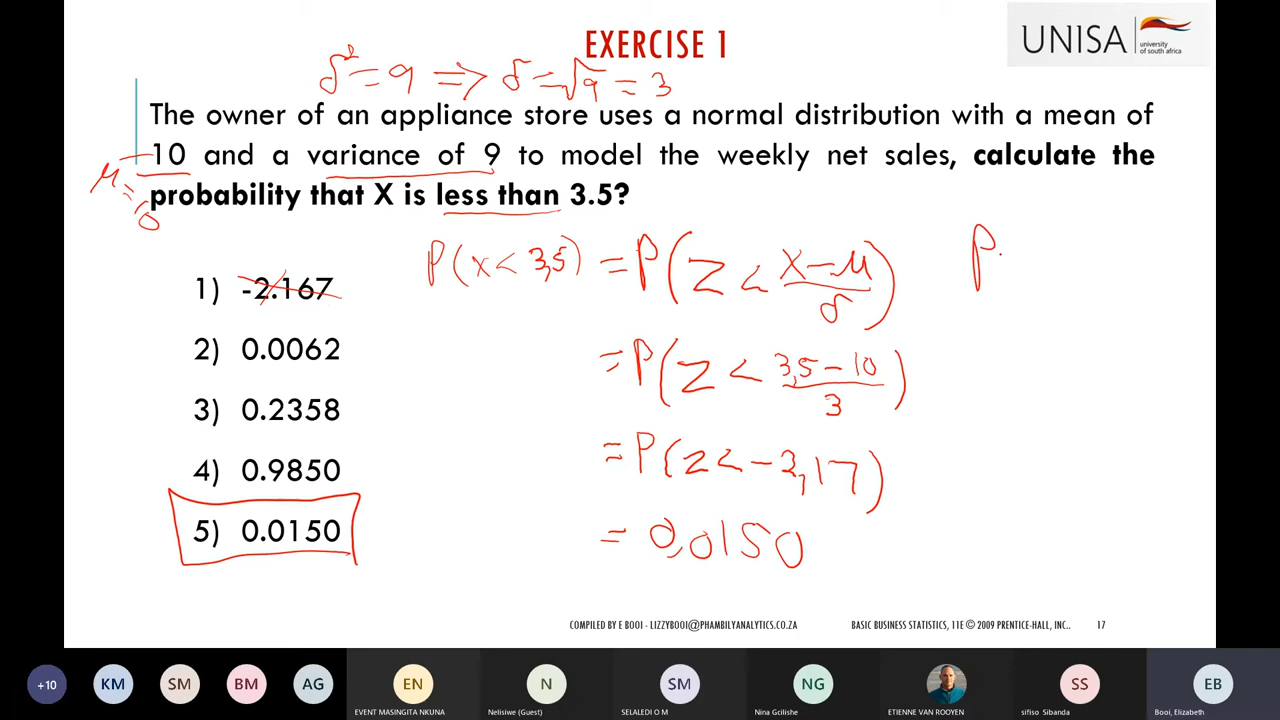 EXERCISE 1
UNISA
university
of south africa
δ² = 9 ⟹ δ = √9 = 3
The owner of an appliance store uses a normal distribution with a mean of
10 and a variance of 9 to model the weekly net sales, calculate the
probability that X is less than 3.5?
μ = 10
P(x < 3,5) = P(Z < (x - μ)/δ)
P
1) -2.167
2) 0.0062
= P(Z < (3,5 - 10)/3)
3) 0.2358
4) 0.9850
= P(Z < -2,17)
5) 0.0150
= 0,0150
COMPILED BY E BOOI - LIZZYBOOI@PHAMBILYANALYTICS.CO.ZA
BASIC BUSINESS STATISTICS, 11E © 2009 PRENTICE-HALL, INC..
17
+10
KM
SM
BM
AG
EN
N
SM
NG
SS
EB
EVENT MASINGITA NKUNA
Nelisiwe (Guest)
SELALEDI O M
Nina Gcilishe
ETIENNE VAN ROOYEN
sifiso Sibanda
Booi, Elizabeth